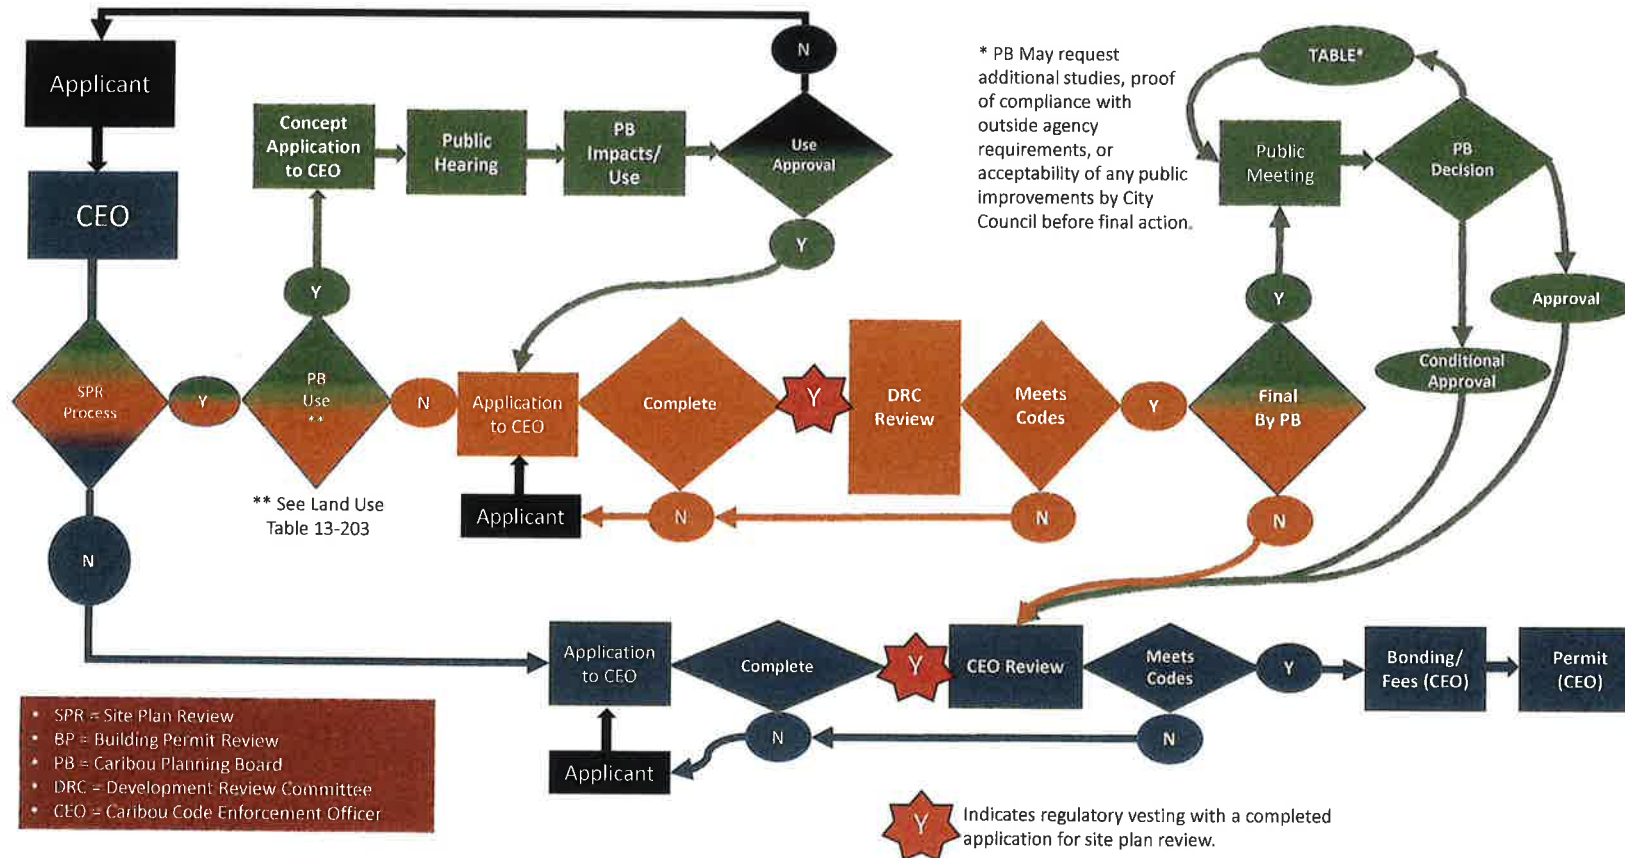 N
Applicant
* PB May request
additional studies, proof
of compliance with
outside agency
requirements, or
acceptability of any public
improvements by City
Council before final action.
TABLE*
Concept
Application
to CEO
Public
Hearing
PB
Impacts/
Use
Use
Approval
Public
Meeting
PB
Decision
CEO
Y
Y
Y
Approval
Conditional
Approval
SPR
Process
Y
PB
Use
**
N
Application
to CEO
Complete
Y
DRC
Review
Meets
Codes
Y
Final
By PB
** See Land Use
Table 13-203
Applicant
N
N
N
N
Application
to CEO
Complete
Y
CEO Review
Meets
Codes
Y
Bonding/
Fees (CEO)
Permit
(CEO)
Applicant
N
N
• SPR = Site Plan Review
• BP = Building Permit Review
• PB = Caribou Planning Board
• DRC = Development Review Committee
• CEO = Caribou Code Enforcement Officer
Y
Indicates regulatory vesting with a completed
application for site plan review.